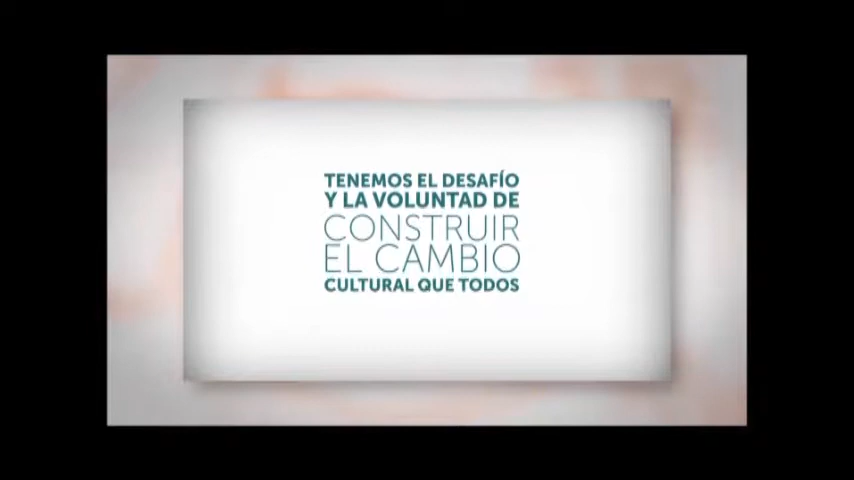 TENEMOS EL DESAFÍO
Y LA VOLUNTAD DE
CONSTRUIR
EL CAMBIO
CULTURAL QUE TODOS